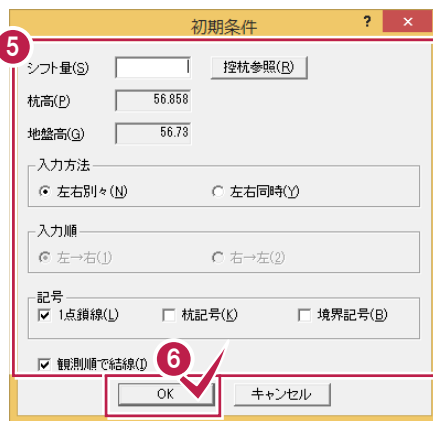 初期条件 ? ×
5
シフト量(S) 控杭参照(R)
杭高(P) 56.858
地盤高(G) 56.73
入力方法
左右別々(N) 左右同時(Y)
入力順
左→右(1) 右→左(2)
記号
1点鎖線(L) 杭記号(K) 境界記号(B)
観測順で結線(I)
6
OK キャンセル